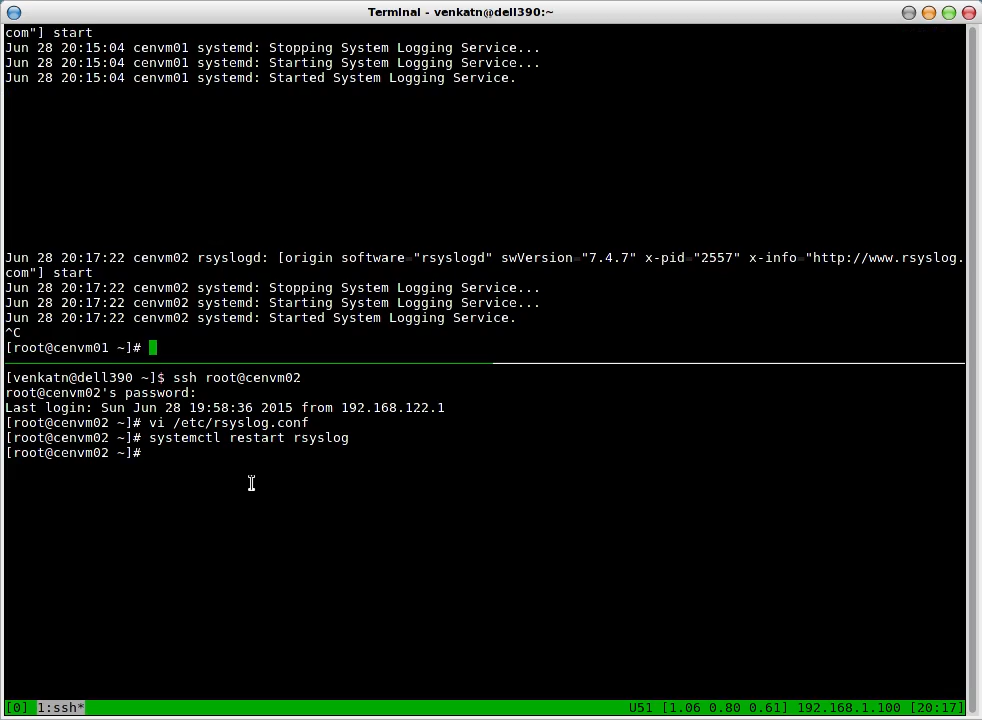 Terminal - venkatn@dell390:~
com"] start
Jun 28 20:15:04 cenvm01 systemd: Stopping System Logging Service...
Jun 28 20:15:04 cenvm01 systemd: Starting System Logging Service...
Jun 28 20:15:04 cenvm01 systemd: Started System Logging Service.
Jun 28 20:17:22 cenvm02 rsyslogd: [origin software="rsyslogd" swVersion="7.4.7" x-pid="2557" x-info="http://www.rsyslog.
com"] start
Jun 28 20:17:22 cenvm02 systemd: Stopping System Logging Service...
Jun 28 20:17:22 cenvm02 systemd: Starting System Logging Service...
Jun 28 20:17:22 cenvm02 systemd: Started System Logging Service.
^C
[root@cenvm01 ~]#
[venkatn@dell390 ~]$ ssh root@cenvm02
root@cenvm02's password:
Last login: Sun Jun 28 19:58:36 2015 from 192.168.122.1
[root@cenvm02 ~]# vi /etc/rsyslog.conf
[root@cenvm02 ~]# systemctl restart rsyslog
[root@cenvm02 ~]#
[0] 1:ssh* U51 [1.06 0.80 0.61] 192.168.1.100 [20:17]